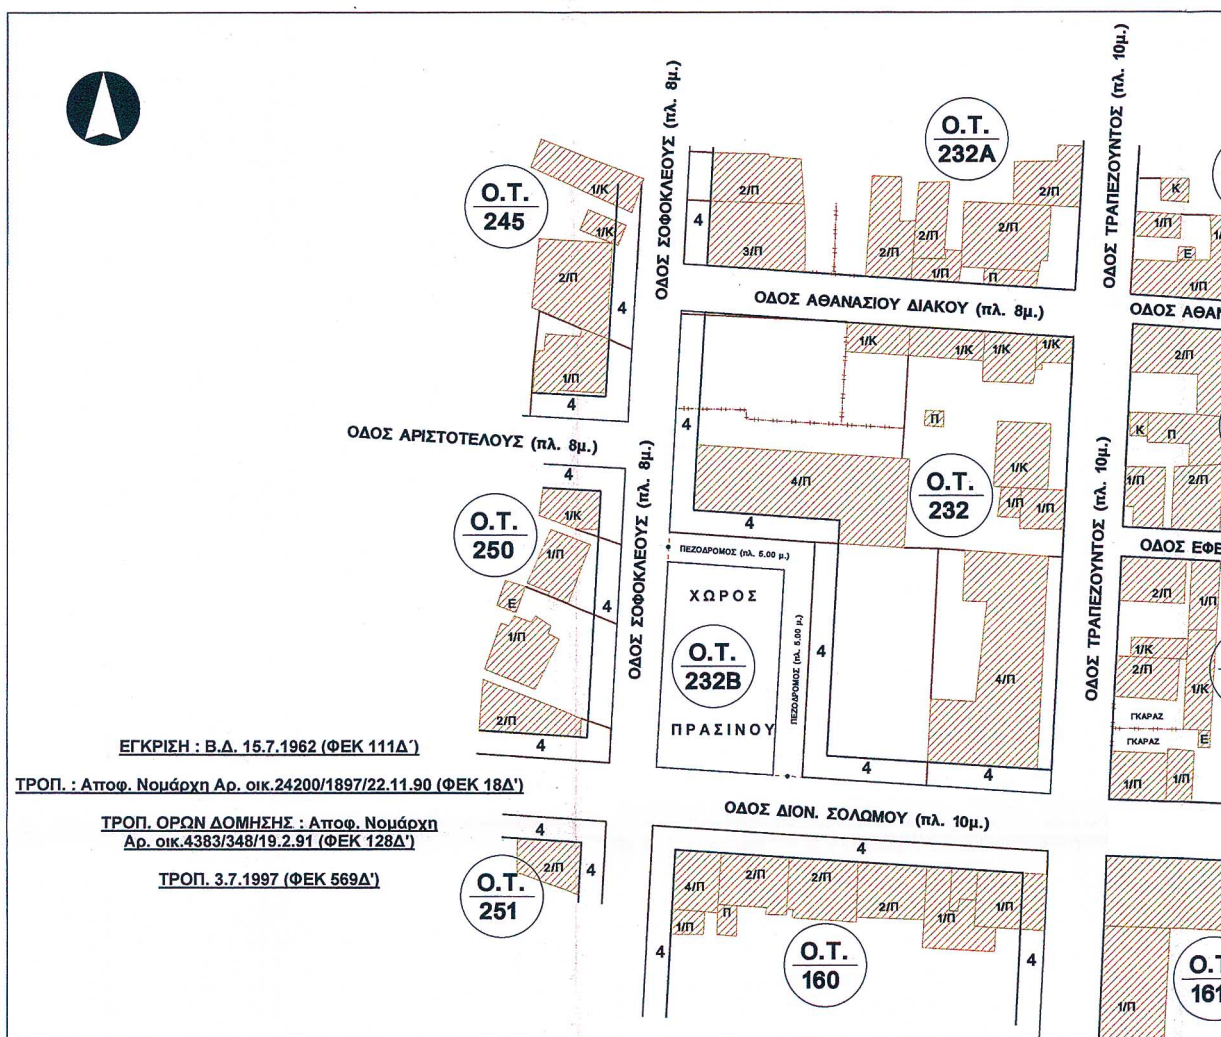 Ο.Τ.
245
1/Κ
1/Κ
2/Π
4
1/Π
4
ΟΔΟΣ ΣΟΦΟΚΛΕΟΥΣ (πλ. 8μ.)
4
2/Π
3/Π
Ο.Τ.
232Α
2/Π
2/Π
1/Π
2/Π
2/Π
Π
ΟΔΟΣ ΤΡΑΠΕΖΟΥΝΤΟΣ (πλ. 10μ.)
Κ
1/Π
Ε
1/Π
ΟΔΟΣ ΑΘΑΝΑΣΙΟΥ ΔΙΑΚΟΥ (πλ. 8μ.)
ΟΔΟΣ ΑΘΑΝ
ΟΔΟΣ ΑΡΙΣΤΟΤΕΛΟΥΣ (πλ. 8μ.)
1/Κ
1/Κ
1/Κ
1/Κ
4
Π
4/Π
1/Κ
1/Π
1/Π
Ο.Τ.
232
4
2/Π
Κ
Π
1/Π
2/Π
ΟΔΟΣ ΤΡΑΠΕΖΟΥΝΤΟΣ (πλ. 10μ.)
ΟΔΟΣ ΕΦΕ
4
Ο.Τ.
250
1/Κ
1/Π
4
Ε
1/Π
2/Π
4
ΟΔΟΣ ΣΟΦΟΚΛΕΟΥΣ (πλ. 8μ.)
ΠΕΖΟΔΡΟΜΟΣ (πλ. 5.00 μ.)
ΧΩΡΟΣ
Ο.Τ.
232Β
ΠΡΑΣΙΝΟΥ
ΠΕΖΟΔΡΟΜΟΣ (πλ. 5.00 μ.)
4
4/Π
4
4
2/Π
1/Π
1/Κ
2/Π
1/Κ
ΓΚΑΡΑΖ
ΓΚΑΡΑΖ
Ε
1/Π
1/Π
ΕΓΚΡΙΣΗ : Β.Δ. 15.7.1962 (ΦΕΚ 111Δ΄)
ΤΡΟΠ. : Αποφ. Νομάρχη Αρ. οικ.24200/1897/22.11.90 (ΦΕΚ 18Δ')
ΤΡΟΠ. ΟΡΩΝ ΔΟΜΗΣΗΣ : Αποφ. Νομάρχη
Αρ. οικ.4383/348/19.2.91 (ΦΕΚ 128Δ')
ΤΡΟΠ. 3.7.1997 (ΦΕΚ 569Δ')
ΟΔΟΣ ΔΙΟΝ. ΣΟΛΩΜΟΥ (πλ. 10μ.)
4
2/Π
4
Ο.Τ.
251
4
4/Π
2/Π
2/Π
2/Π
1/Π
1/Π
1/Π
Π
4
4
Ο.Τ.
160
Ο.Τ
161
1/Π